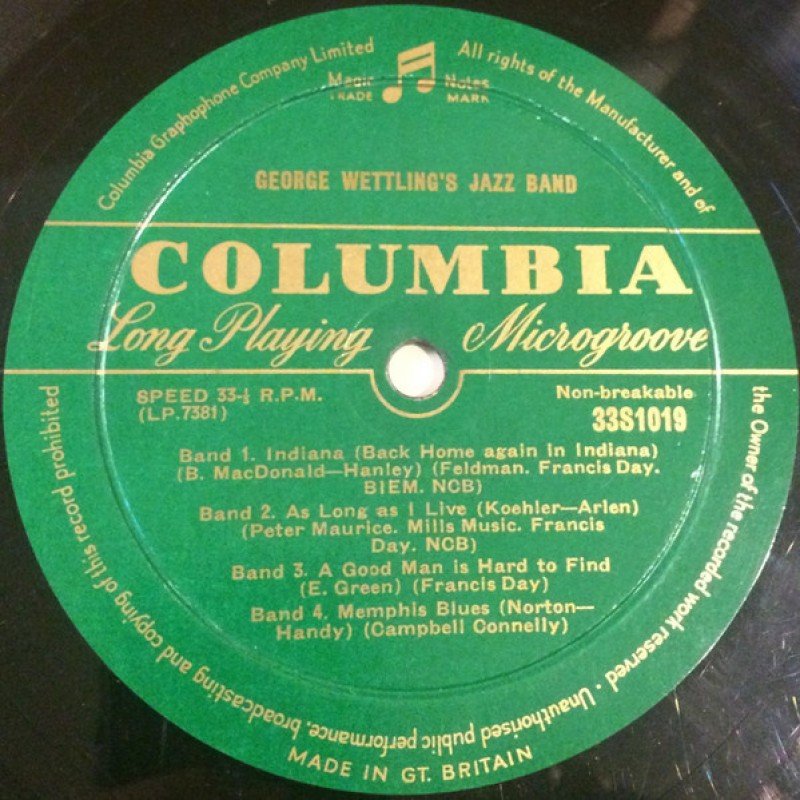 Columbia Graphophone Company Limited
All rights of the Manufacturer and of
the Owner of the recorded work reserved · Unauthorised public performance, broadcasting and copying of this record prohibited
Magic Notes
TRADE MARK
GEORGE WETTLING'S JAZZ BAND
COLUMBIA
Long Playing Microgroove
SPEED 33-⅓ R.P.M. Non-breakable
(LP.7381) 33S1019
Band 1. Indiana (Back Home again in Indiana)
(B. MacDonald—Hanley) (Feldman. Francis Day.
BIEM. NCB)
Band 2. As Long as I Live (Koehler—Arlen)
(Peter Maurice. Mills Music. Francis
Day. NCB)
Band 3. A Good Man is Hard to Find
(E. Green) (Francis Day)
Band 4. Memphis Blues (Norton—
Handy) (Campbell Connelly)
MADE IN GT. BRITAIN